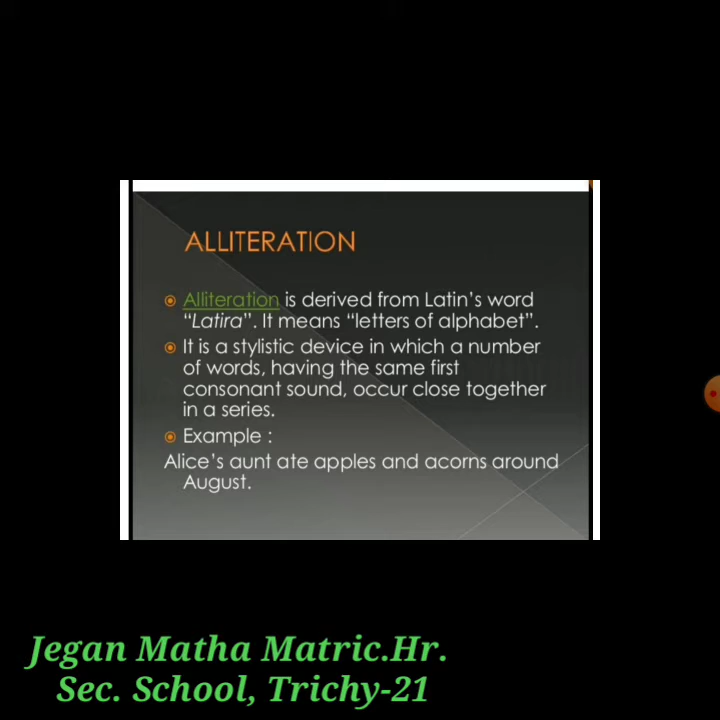 ALLITERATION
Alliteration is derived from Latin's word
“Latira”. It means “letters of alphabet”.
It is a stylistic device in which a number
of words, having the same first
consonant sound, occur close together
in a series.
Example :
Alice's aunt ate apples and acorns around
August.
Jegan Matha Matric.Hr.
Sec. School, Trichy-21